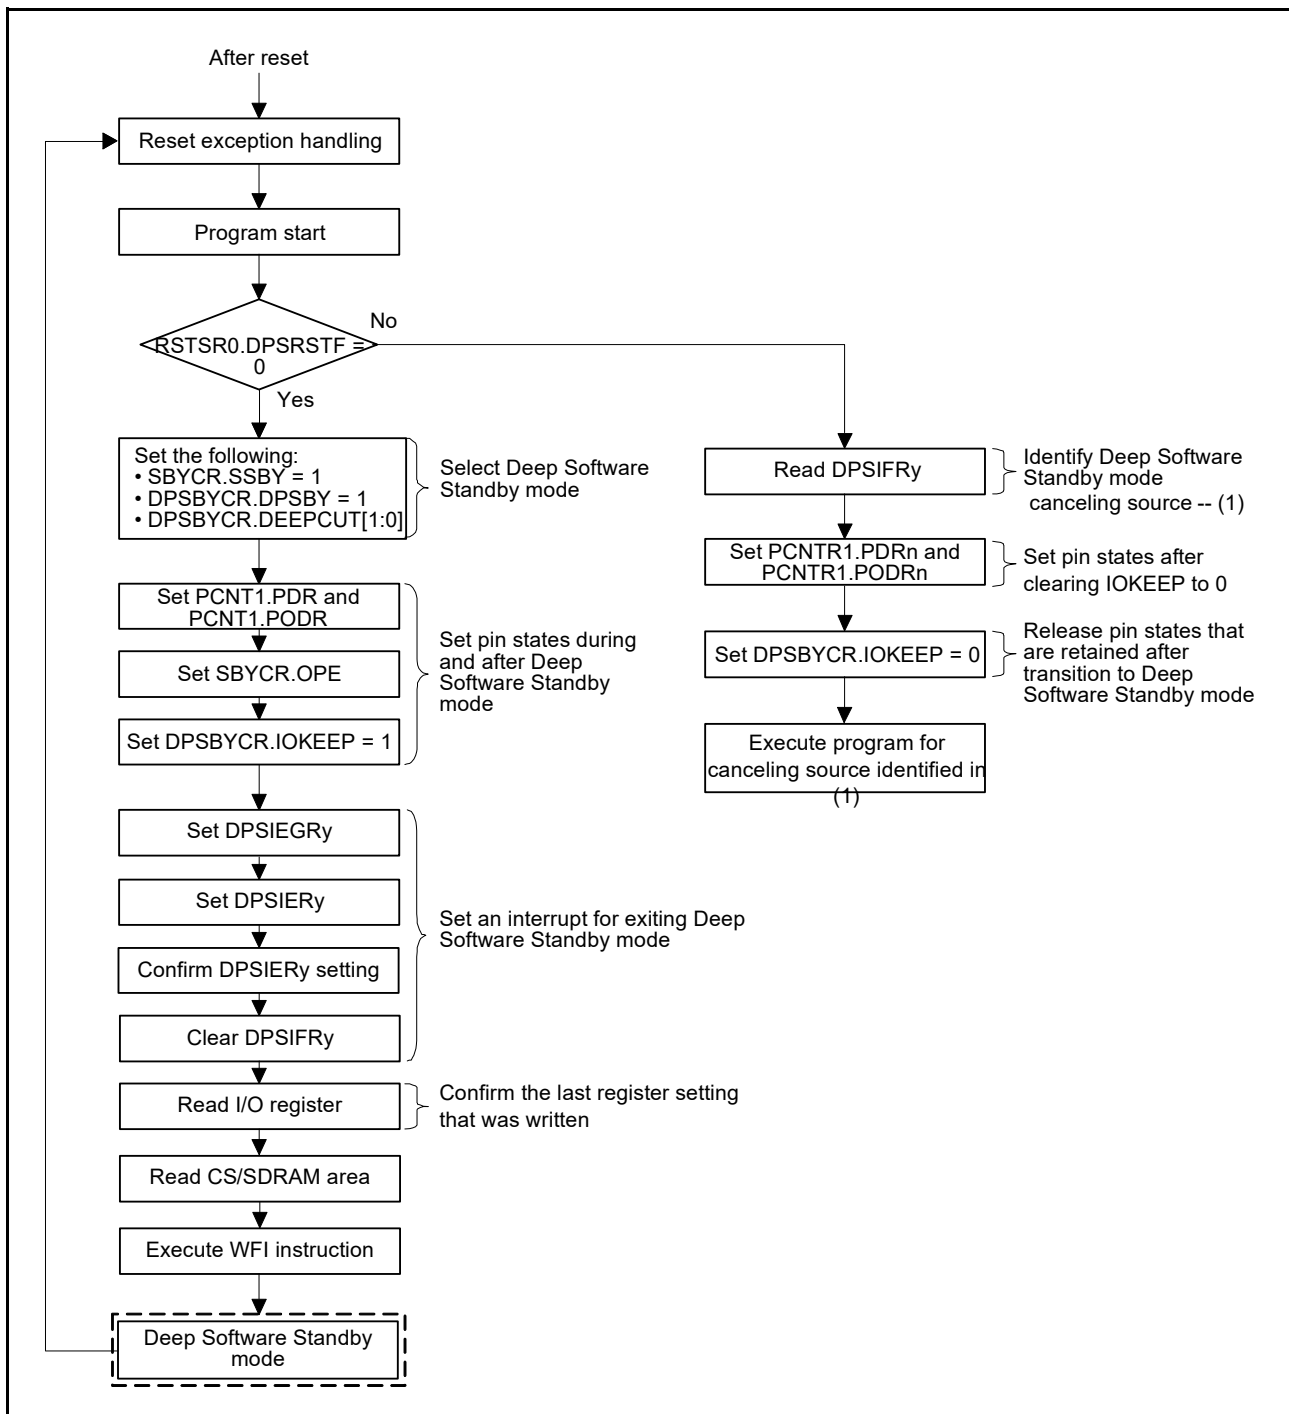 After reset
Reset exception handling
Program start
RSTSR0.DPSRSTF =
0
No
Yes
Set the following:
• SBYCR.SSBY = 1
• DPSBYCR.DPSBY = 1
• DPSBYCR.DEEPCUT[1:0]
Select Deep Software
Standby mode
Set PCNT1.PDR and
PCNT1.PODR
Set SBYCR.OPE
Set DPSBYCR.IOKEEP = 1
Set pin states during
and after Deep
Software Standby
mode
Set DPSIEGRy
Set DPSIERy
Confirm DPSIERy setting
Clear DPSIFRy
Set an interrupt for exiting Deep
Software Standby mode
Read I/O register
Confirm the last register setting
that was written
Read CS/SDRAM area
Execute WFI instruction
Deep Software Standby
mode
Read DPSIFRy
Identify Deep Software
Standby mode
canceling source -- (1)
Set PCNTR1.PDRn and
PCNTR1.PODRn
Set pin states after
clearing IOKEEP to 0
Set DPSBYCR.IOKEEP = 0
Release pin states that
are retained after
transition to Deep
Software Standby mode
Execute program for
canceling source identified in
(1)